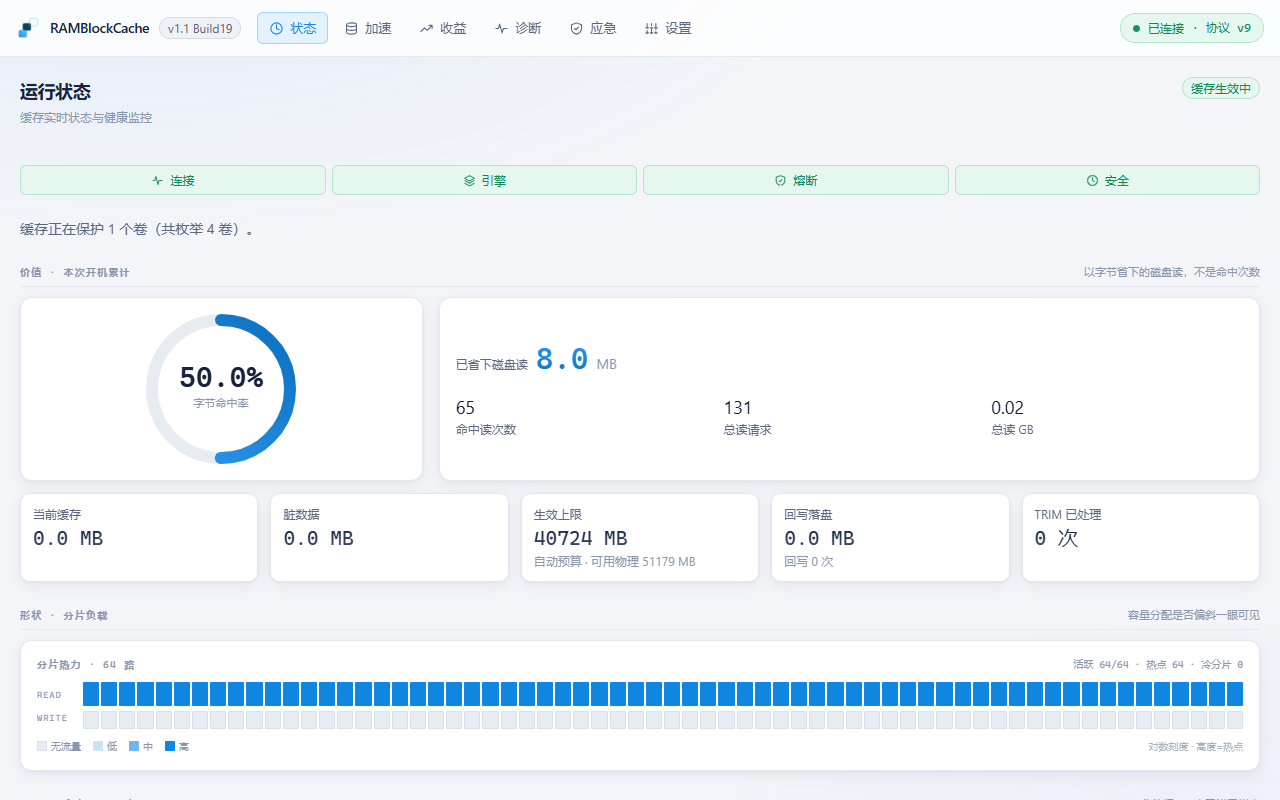 RAMBlockCache v1.1 Build19 状态 加速 收益 诊断 应急 设置 已连接 · 协议 v9
运行状态 缓存生效中
缓存实时状态与健康监控
连接 引擎 熔断 安全
缓存正在保护 1 个卷（共枚举 4 卷）。
价值 · 本次开机累计 以字节省下的磁盘读，不是命中次数
50.0%
字节命中率
已省下磁盘读 8.0 MB
65 131 0.02
命中读次数 总读请求 总读 GB
当前缓存 脏数据 生效上限 回写落盘 TRIM 已处理
0.0 MB 0.0 MB 40724 MB 0.0 MB 0 次
自动预算 · 可用物理 51179 MB 回写 0 次
形状 · 分片负载 容量分配是否偏斜一眼可见
分片热力 · 64 路 活跃 64/64 · 热点 64 · 冷分片 0
READ
WRITE
无流量 低 中 高 对数刻度 · 高度=热点